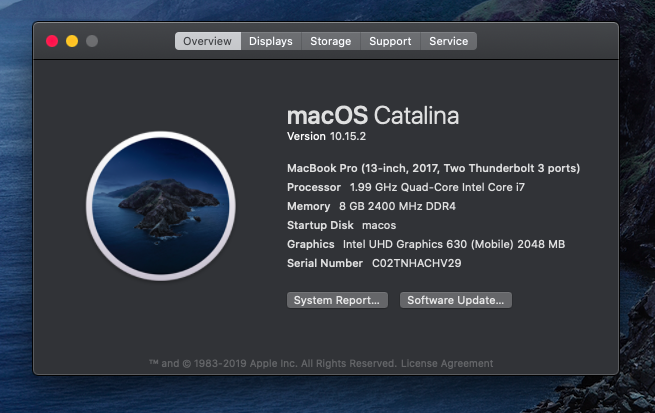 Overview Displays Storage Support Service
macOS Catalina
Version 10.15.2
MacBook Pro (13-inch, 2017, Two Thunderbolt 3 ports)
Processor 1.99 GHz Quad-Core Intel Core i7
Memory 8 GB 2400 MHz DDR4
Startup Disk macos
Graphics Intel UHD Graphics 630 (Mobile) 2048 MB
Serial Number C02TNHACHV29
System Report... Software Update...
™ and © 1983-2019 Apple Inc. All Rights Reserved. License Agreement